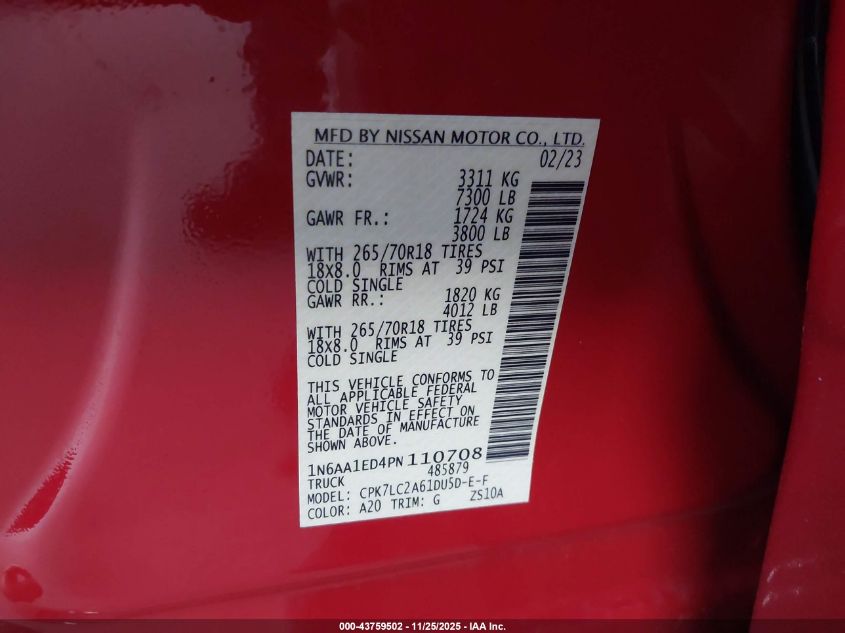 MFD BY NISSAN MOTOR CO., LTD.
DATE: 02/23
GVWR: 3311 KG
7300 LB
GAWR FR.: 1724 KG
3800 LB
WITH 265/70R18 TIRES
18X8.0 RIMS AT 39 PSI
COLD SINGLE
GAWR RR.: 1820 KG
4012 LB
WITH 265/70R18 TIRES
18X8.0 RIMS AT 39 PSI
COLD SINGLE
THIS VEHICLE CONFORMS TO
ALL APPLICABLE FEDERAL
MOTOR VEHICLE SAFETY
STANDARDS IN EFFECT ON
THE DATE OF MANUFACTURE
SHOWN ABOVE.
1N6AA1ED4PN 110708
TRUCK 485879
MODEL: CPK7LC2A61DU5D-E-F
COLOR: A20 TRIM: G ZS10A
000-43759502 - 11/25/2025 - IAA Inc.